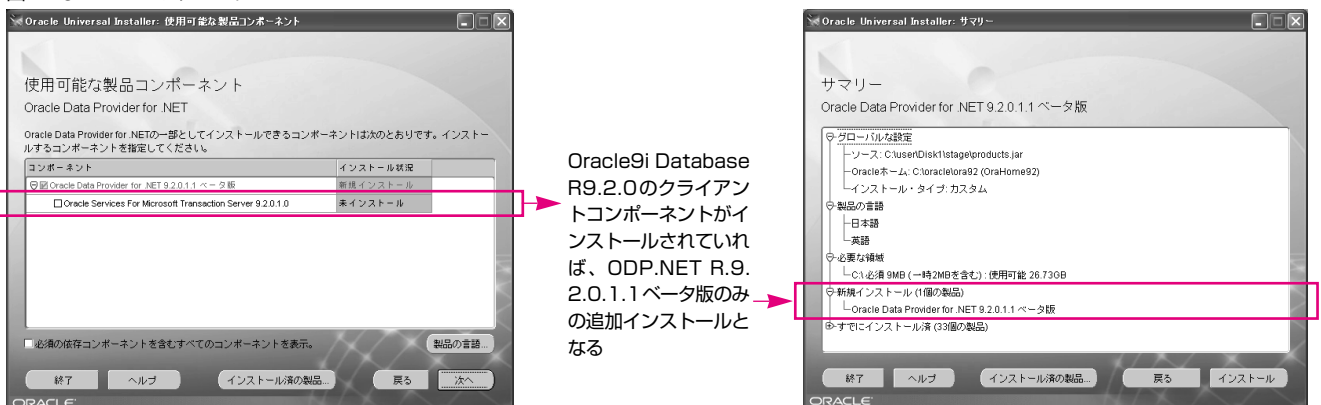 Oracle Universal Installer: 使用可能な製品コンポーネント
使用可能な製品コンポーネント
Oracle Data Provider for .NET
Oracle Data Provider for .NETの一部としてインストールできるコンポーネントは次のとおりです。インストー
ルするコンポーネントを指定してください。
コンポーネント インストール状況
Oracle Data Provider for .NET 9.2.0.1.1 ベータ版 新規インストール
Oracle Services For Microsoft Transaction Server 9.2.0.1.0 未インストール
必須の依存コンポーネントを含むすべてのコンポーネントを表示。
製品の言語...
終了 ヘルプ インストール済の製品... 戻る 次へ
ORACLE
Oracle9i Database
R9.2.0のクライアン
トコンポーネントがイ
ンストールされていれ
ば、ODP.NET R.9.
2.0.1.1ベータ版のみ
の追加インストールと
なる
Oracle Universal Installer: サマリー
サマリー
Oracle Data Provider for .NET 9.2.0.1.1 ベータ版
グローバルな設定
ソース: C:\user\Disk1\stage\products.jar
Oracleホーム: C:\oracle\ora92 (OraHome92)
インストール・タイプ: カスタム
製品の言語
日本語
英語
必要な領域
C:\ 必須 9MB (一時2MBを含む) : 使用可能 26.73GB
新規インストール (1個の製品)
Oracle Data Provider for .NET 9.2.0.1.1 ベータ版
すでにインストール済 (33個の製品)
終了 ヘルプ インストール済の製品... 戻る インストール
ORACLE